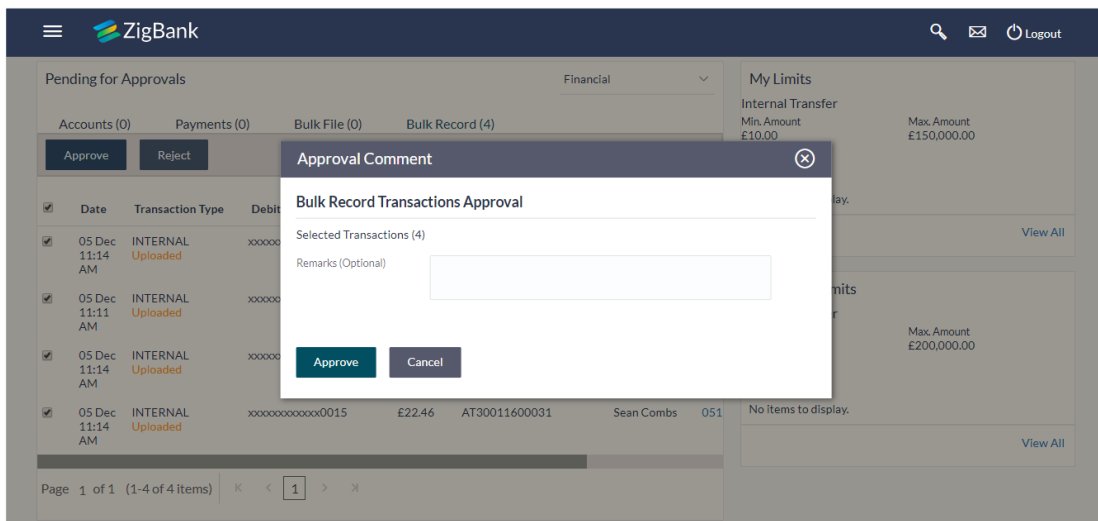 ZigBank
Logout
Pending for Approvals
Financial
Accounts (0) Payments (0) Bulk File (0) Bulk Record (4)
Approve Reject
Date Transaction Type Debit
05 Dec INTERNAL
11:14 Uploaded
AM
05 Dec INTERNAL
11:11 Uploaded
AM
05 Dec INTERNAL
11:14 Uploaded
AM
05 Dec INTERNAL xxxxxxxxxxxx0015 £22.46 AT30011600031 Sean Combs 051
11:14 Uploaded
AM
Page 1 of 1 (1-4 of 4 items) K < 1 > >|
Approval Comment
Bulk Record Transactions Approval
Selected Transactions (4)
Remarks (Optional)
Approve Cancel
My Limits
Internal Transfer
Min. Amount Max. Amount
£10.00 £150,000.00
View All
Max. Amount
£200,000.00
No items to display.
View All